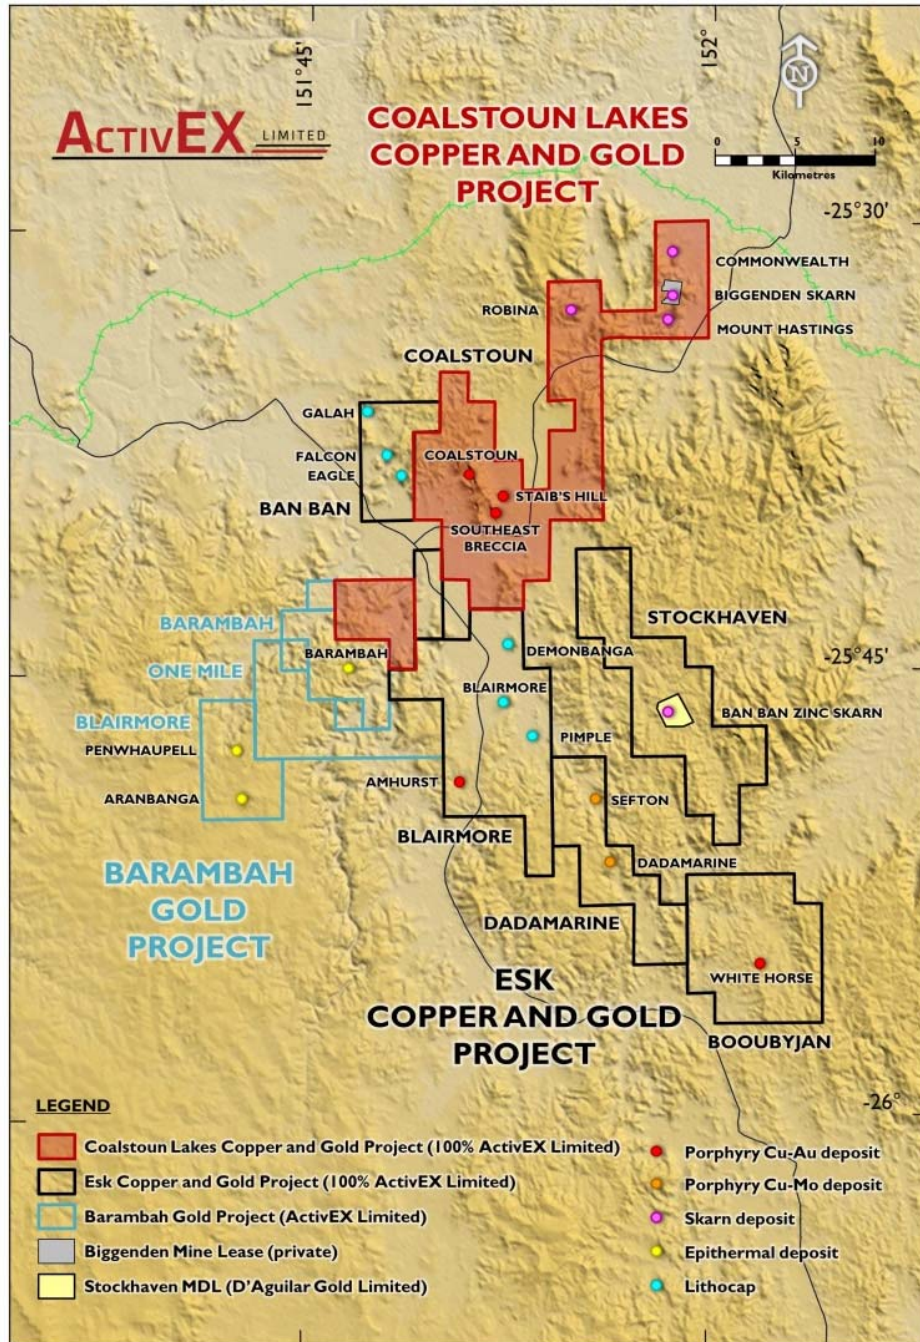 151°45'
152°
ACTIVEX
LIMITED
COALSTOUN LAKES
COPPER AND GOLD
PROJECT
N
0 5 10
Kilometres
-25°30'
COMMONWEALTH
BIGGENDEN SKARN
ROBINA
MOUNT HASTINGS
COALSTOUN
GALAH
COALSTOUN
FALCON
EAGLE
STAIB'S HILL
BAN BAN
SOUTHEAST
BRECCIA
STOCKHAVEN
BARAMBAH
BARAMBAH
DEMONBANGA
-25°45'
ONE MILE
BLAIRMORE
BLAIRMORE
BAN BAN ZINC SKARN
PENWHAUPELL
PIMPLE
AMHURST
ARANBANGA
SEFTON
BLAIRMORE
DADAMARINE
BARAMBAH
GOLD
PROJECT
DADAMARINE
WHITE HORSE
ESK
COPPER AND GOLD
PROJECT
BOOUBYJAN
-26°
LEGEND
Coalstoun Lakes Copper and Gold Project (100% ActivEX Limited)
Esk Copper and Gold Project (100% ActivEX Limited)
Barambah Gold Project (ActivEX Limited)
Biggenden Mine Lease (private)
Stockhaven MDL (D'Aguilar Gold Limited)
Porphyry Cu-Au deposit
Porphyry Cu-Mo deposit
Skarn deposit
Epithermal deposit
Lithocap